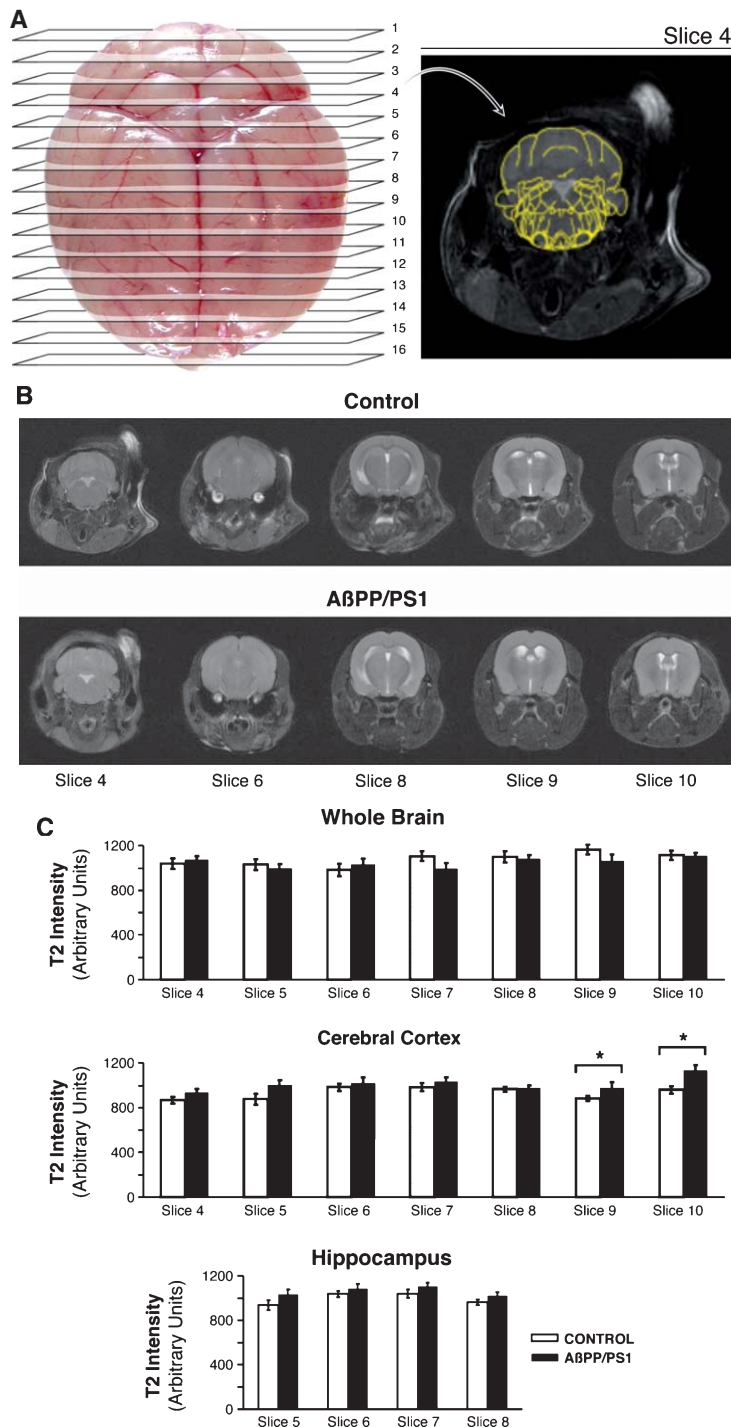 A
1
2
3
4
5
6
7
8
9
10
11
12
13
14
15
16
Slice 4
B
Control
AßPP/PS1
Slice 4 Slice 6 Slice 8 Slice 9 Slice 10
C
Whole Brain
T2 Intensity
(Arbitrary Units)
1200
800
400
0
Slice 4 Slice 5 Slice 6 Slice 7 Slice 8 Slice 9 Slice 10
Cerebral Cortex
T2 Intensity
(Arbitrary Units)
1200
800
400
0
* *
Slice 4 Slice 5 Slice 6 Slice 7 Slice 8 Slice 9 Slice 10
Hippocampus
T2 Intensity
(Arbitrary Units)
1200
800
400
0
Slice 5 Slice 6 Slice 7 Slice 8
CONTROL
AßPP/PS1